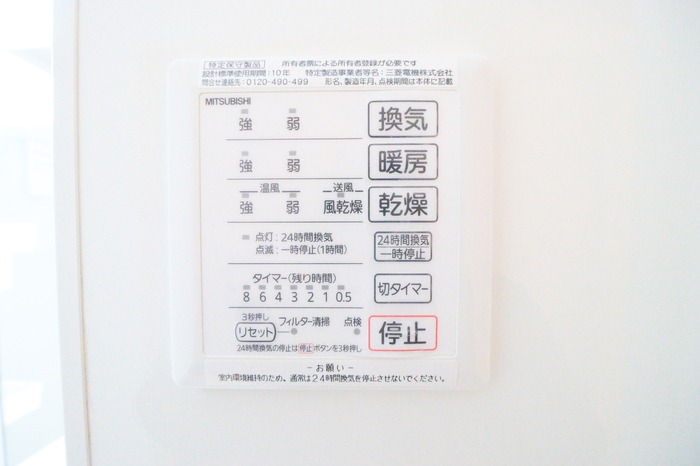 特定保守製品 所有者票による所有者登録が必要です
設計標準使用期間:10年 特定製造事業者等名:三菱電機株式会社
問合せ連絡先:0120-490-499 形名、製造年月、点検期間は本体に記載
MITSUBISHI
強 弱 換気
強 弱 暖房
温風 送風
強 弱 風乾燥 乾燥
点灯:24時間換気
点滅:一時停止(1時間)
24時間換気
一時停止
タイマー(残り時間)
8 6 4 3 2 1 0.5
切タイマー
3秒押し
リセット フィルター清掃 点検
停止
24時間換気の停止は停止ボタンを3秒押し
-お願い-
室内環境維持のため、通常は24時間換気を停止させないでください。